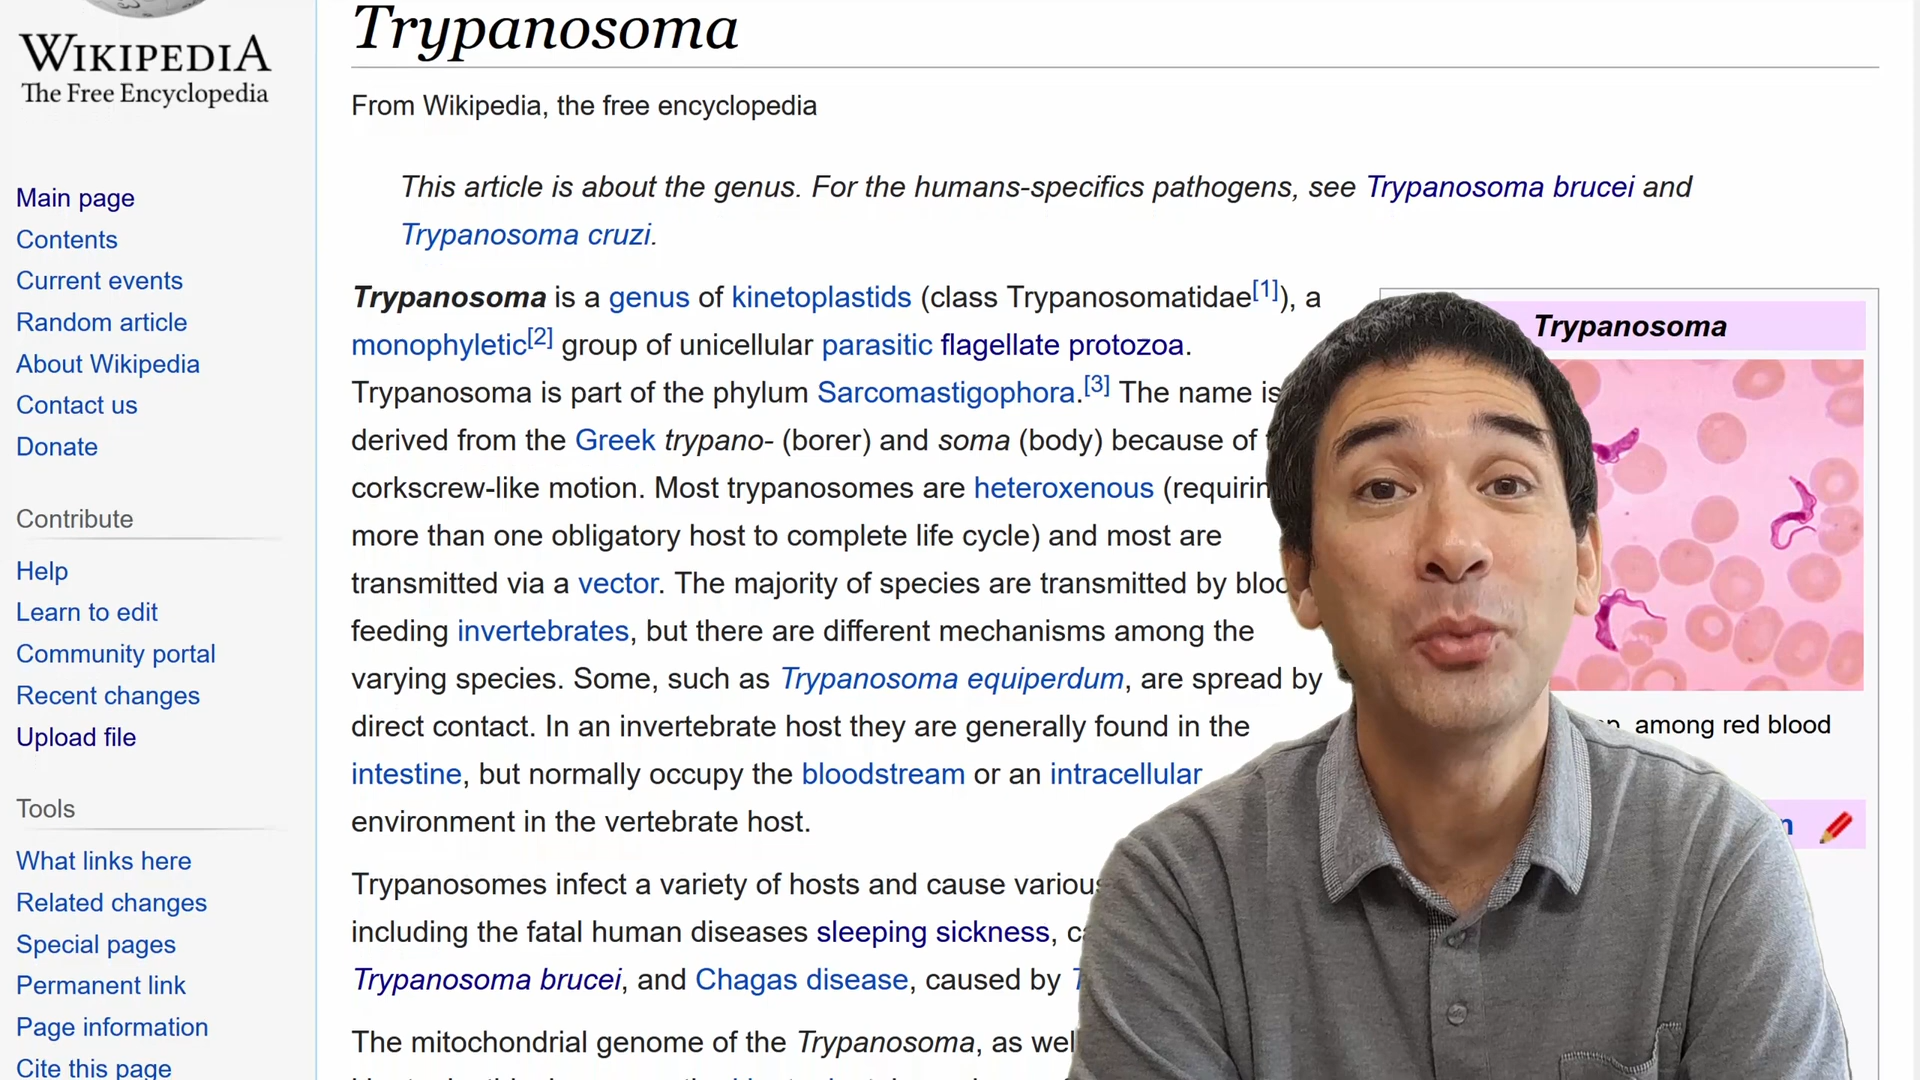 WIKIPEDIA
The Free Encyclopedia
Main page
Contents
Current events
Random article
About Wikipedia
Contact us
Donate
Contribute
Help
Learn to edit
Community portal
Recent changes
Upload file
Tools
What links here
Related changes
Special pages
Permanent link
Page information
Cite this page
Trypanosoma
From Wikipedia, the free encyclopedia
This article is about the genus. For the humans-specifics pathogens, see Trypanosoma brucei and
Trypanosoma cruzi.
Trypanosoma is a genus of kinetoplastids (class Trypanosomatidae[1]), a
monophyletic[2] group of unicellular parasitic flagellate protozoa.
Trypanosoma is part of the phylum Sarcomastigophora.[3] The name is
derived from the Greek trypano- (borer) and soma (body) because of
corkscrew-like motion. Most trypanosomes are heteroxenous (requirin
more than one obligatory host to complete life cycle) and most are
transmitted via a vector. The majority of species are transmitted by bloo
feeding invertebrates, but there are different mechanisms among the
varying species. Some, such as Trypanosoma equiperdum, are spread by
direct contact. In an invertebrate host they are generally found in the
intestine, but normally occupy the bloodstream or an intracellular
environment in the vertebrate host.
Trypanosomes infect a variety of hosts and cause various
including the fatal human diseases sleeping sickness,
Trypanosoma brucei, and Chagas disease, caused by
The mitochondrial genome of the Trypanosoma, as wel
Trypanosoma
among red blood